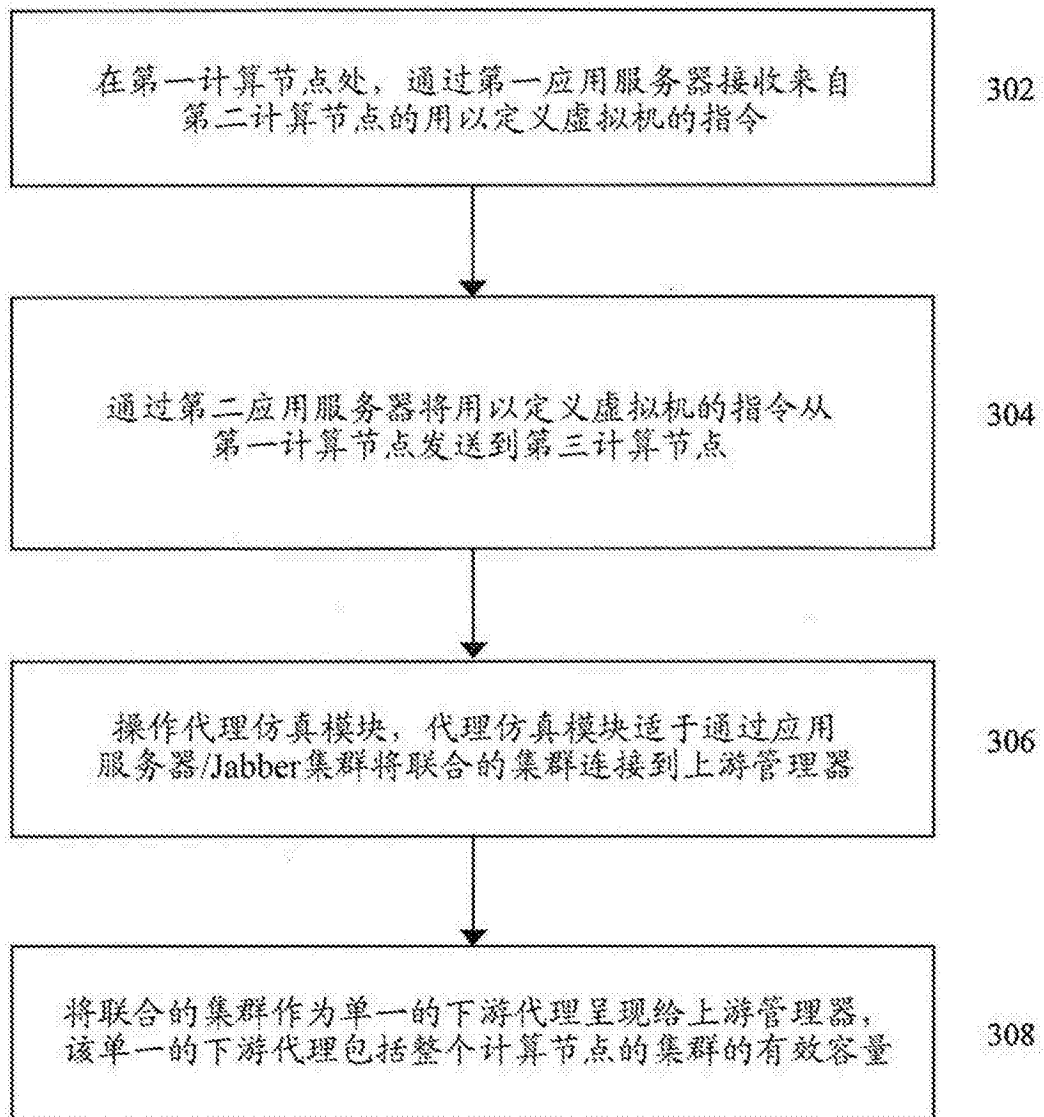 在第一计算节点处，通过第一应用服务器接收来自
第二计算节点的用以定义虚拟机的指令
302
通过第二应用服务器将用以定义虚拟机的指令从
第一计算节点发送到第三计算节点
304
操作代理仿真模块，代理仿真模块适于通过应用
服务器/Jabber集群将联合的集群连接到上游管理器
306
将联合的集群作为单一的下游代理呈现给上游管理器，
该单一的下游代理包括整个计算节点的集群的有效容量
308